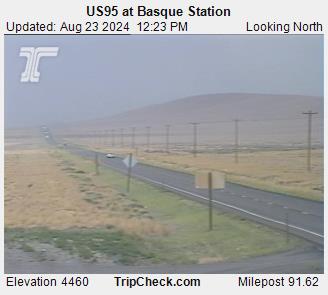 US95 at Basque Station
Updated: Aug 23 2024 12:23 PM Looking North
Elevation 4460 TripCheck.com Milepost 91.62